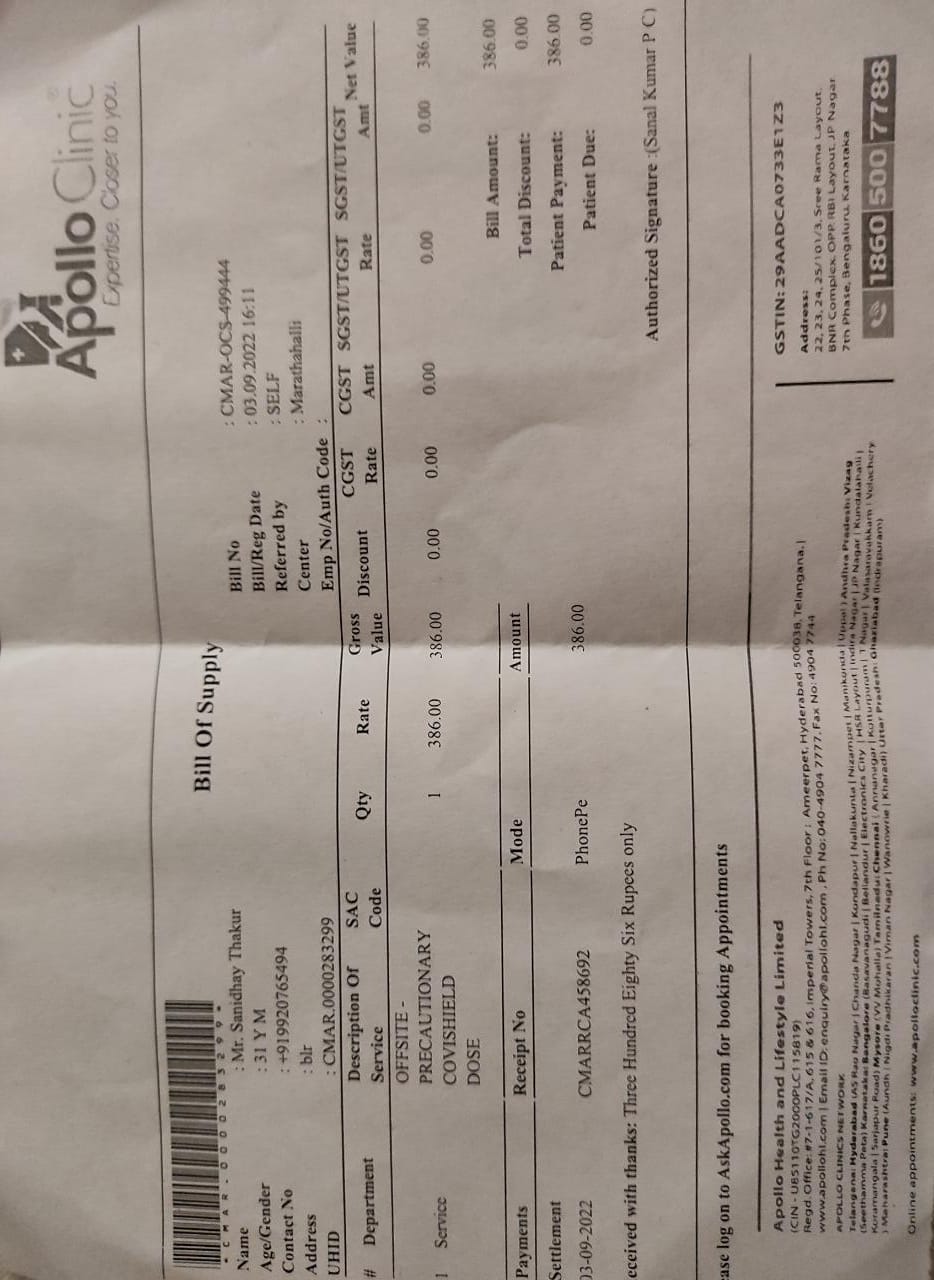 Apollo Clinic
Expertise. Closer to you.
* C M A R . 0 0 0 0 2 8 3 2 9 9 *
Bill Of Supply
Name : Mr. Sanidhay Thakur
Age/Gender : 31 Y M
Contact No : +919920765494
Address : blr
UHID : CMAR.0000283299
Bill No : CMAR-OCS-499444
Bill/Reg Date : 03.09.2022 16:11
Referred by : SELF
Center : Marathahalli
Emp No/Auth Code :
# Department Description Of Service SAC Code Qty Rate Gross Value Discount CGST Rate CGST Amt SGST/UTGST Rate SGST/UTGST Amt Net Value
1 Service OFFSITE - 1 386.00 386.00 0.00 0.00 0.00 0.00 0.00 386.00
PRECAUTIONARY
COVISHIELD
DOSE
Bill Amount: 386.00
Total Discount: 0.00
Patient Payment: 386.00
Patient Due: 0.00
Payments Receipt No Mode Amount
Settlement
03-09-2022 CMARRCA458692 PhonePe 386.00
eceived with thanks: Three Hundred Eighty Six Rupees only
Authorized Signature :(Sanal Kumar P C)
ase log on to AskApollo.com for booking Appointments
Apollo Health and Lifestyle Limited
(CIN - U85110TG2000PLC115819)
Regd. Office: #7-1-617/A, 615 & 616, Imperial Towers, 7th Floor, Ameerpet, Hyderabad 500038, Telangana.|
www.apollohl.com | Email ID: enquiry@apollohl.com , Ph No: 040-4904 7777, Fax No: 4904 7744
APOLLO CLINICS NETWORK
Telangana: Hyderabad (AS Rao Nagar | Chanda Nagar | Kondapur | Nallakunta | Nizampet | Manikonda | Uppal) Andhra Pradesh: Vizag
(Seethamma Peta) Karnataka: Bangalore (Basavanagudi | Bellandur | Electronics City | HSR Layout | Indira Nagar | JP Nagar | Kundalahalli |
Koramangala | Sarjapur Road) Mysore (VV Mohalla) Tamilnadu: Chennai ( Annanagar | Kotturpuram | T Nagar | Valasaravakkam | Velachery
) Maharashtra: Pune (Aundh | Nigdi Pradhikaran | Viman Nagar | Wanowrie | Kharadi) Uttar Pradesh: Ghaziabad (Indrapuram)
Online appointments: www.apolloclinic.com
GSTIN: 29AADCA0733E1Z3
Address:
22, 23, 24, 25/101/3, Sree Rama Layout,
BNR Complex, OPP. RBI Layout, JP Nagar
7th Phase, Bengaluru, Karnataka
1860 500 7788